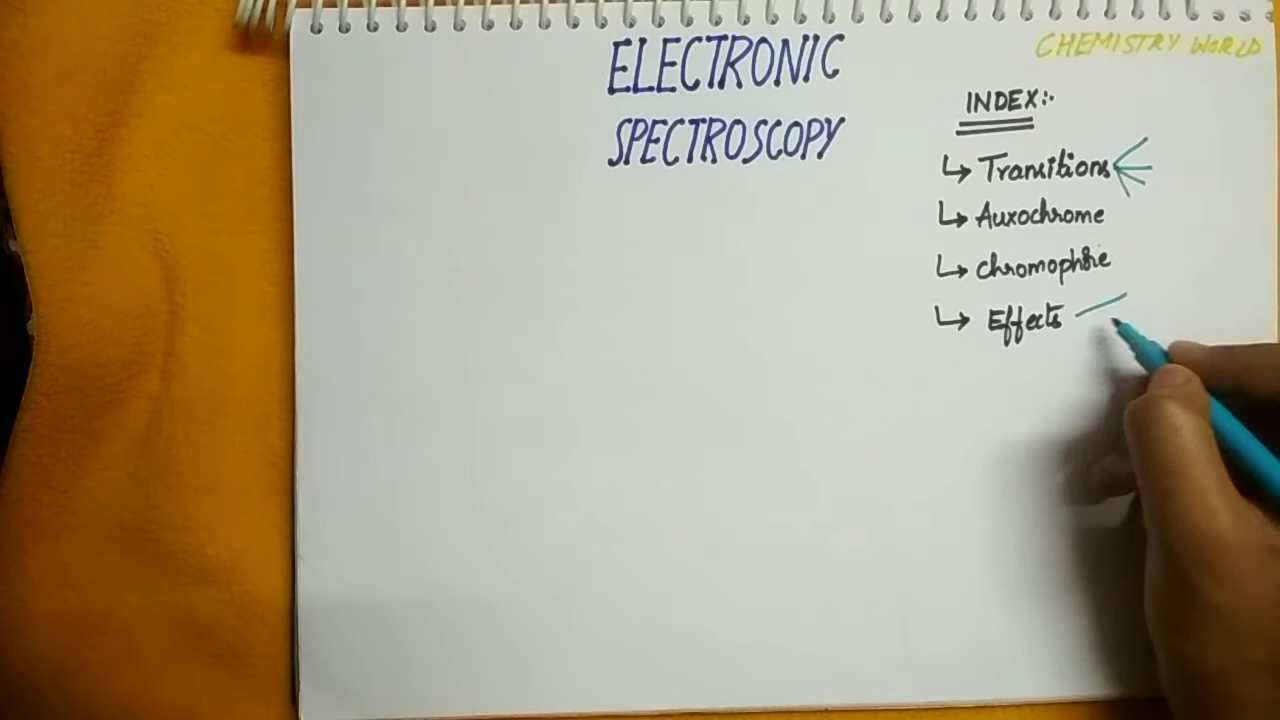 ELECTRONIC
SPECTROSCOPY
CHEMISTRY WORLD
INDEX:-
↳ Transitions
↳ Auxochrome
↳ Chromophore
↳ Effects